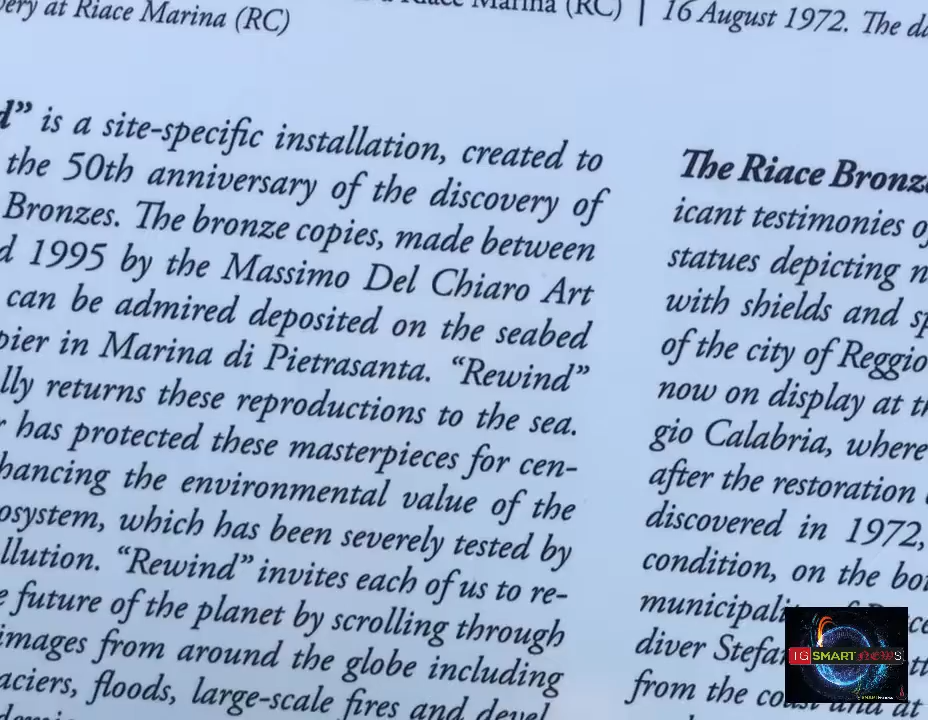 ery at Riace Marina (RC)
Riace Marina (RC) | 16 August 1972. The
d” is a site-specific installation, created to
the 50th anniversary of the discovery of
Bronzes. The bronze copies, made between
d 1995 by the Massimo Del Chiaro Art
can be admired deposited on the seabed
pier in Marina di Pietrasanta. “Rewind”
lly returns these reproductions to the sea.
has protected these masterpieces for cen-
hancing the environmental value of the
osystem, which has been severely tested by
llution. “Rewind” invites each of us to re-
e future of the planet by scrolling through
images from around the globe including
aciers, floods, large-scale fires and devel
The Riace Bronze
icant testimonies of
statues depicting n
with shields and sp
of the city of Reggio
now on display at th
gio Calabria, where
after the restoration
discovered in 1972,
condition, on the bo
municipali
diver Stefa
from the coast and at
TG SMART NEWS